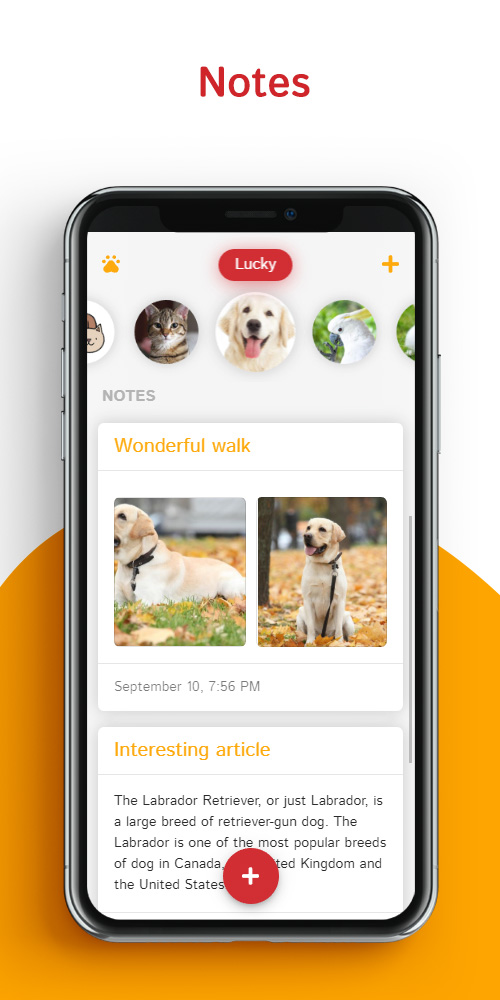 Notes
Lucky
NOTES
Wonderful walk
September 10, 7:56 PM
Interesting article
The Labrador Retriever, or just Labrador, is
a large breed of retriever-gun dog. The
Labrador is one of the most popular breeds
of dog in Canada, ted Kingdom and
the United States